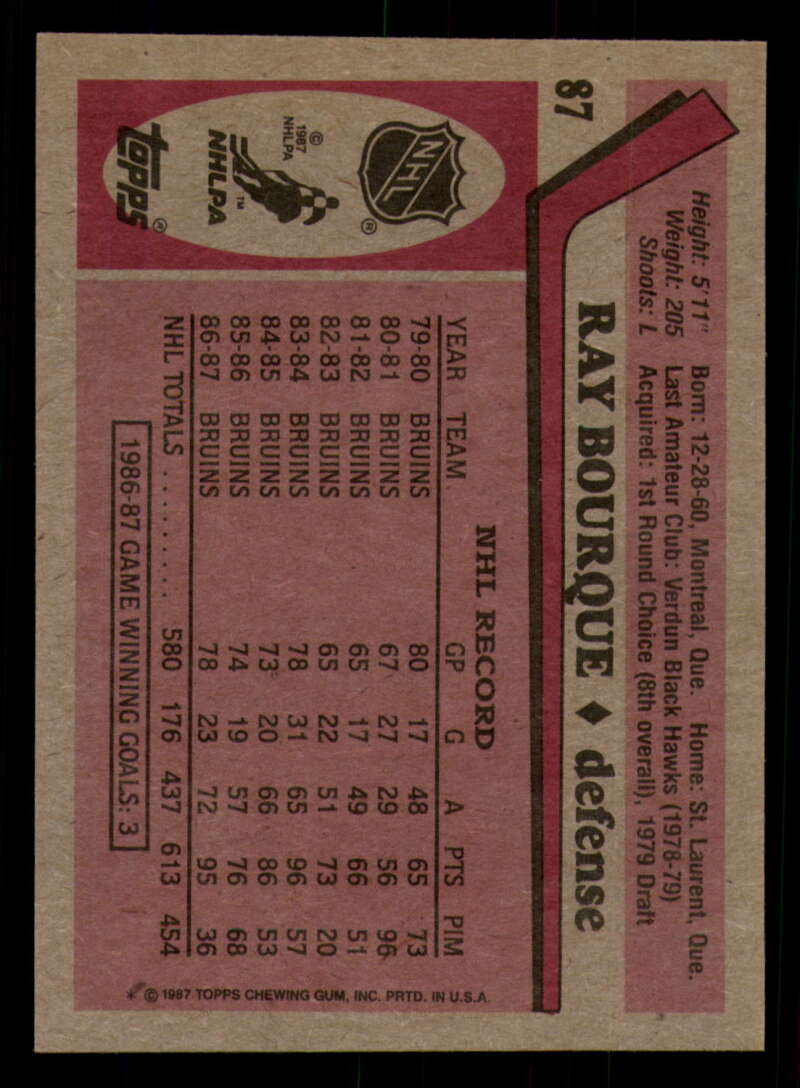 87
Height: 5'11" Born: 12-28-60, Montreal, Que. Home: St. Laurent, Que.
Weight: 205 Last Amateur Club: Verdun Black Hawks (1978-79)
Shoots: L Acquired: 1st Round Choice (8th overall), 1979 Draft
RAY BOURQUE ♦ defense
NHL ®
© 1987 NHLPA
NHLPA ™
topps ®
NHL RECORD
YEAR TEAM GP G A PTS PIM
79-80 BRUINS 80 17 48 65 73
80-81 BRUINS 67 27 29 56 96
81-82 BRUINS 65 17 49 66 51
82-83 BRUINS 65 22 51 73 20
83-84 BRUINS 78 31 65 96 57
84-85 BRUINS 73 20 66 86 53
85-86 BRUINS 74 19 57 76 68
86-87 BRUINS 78 23 72 95 36
NHL TOTALS ......... 580 176 437 613 454
1986-87 GAME WINNING GOALS: 3
* © 1987 TOPPS CHEWING GUM, INC. PRTD. IN U.S.A.